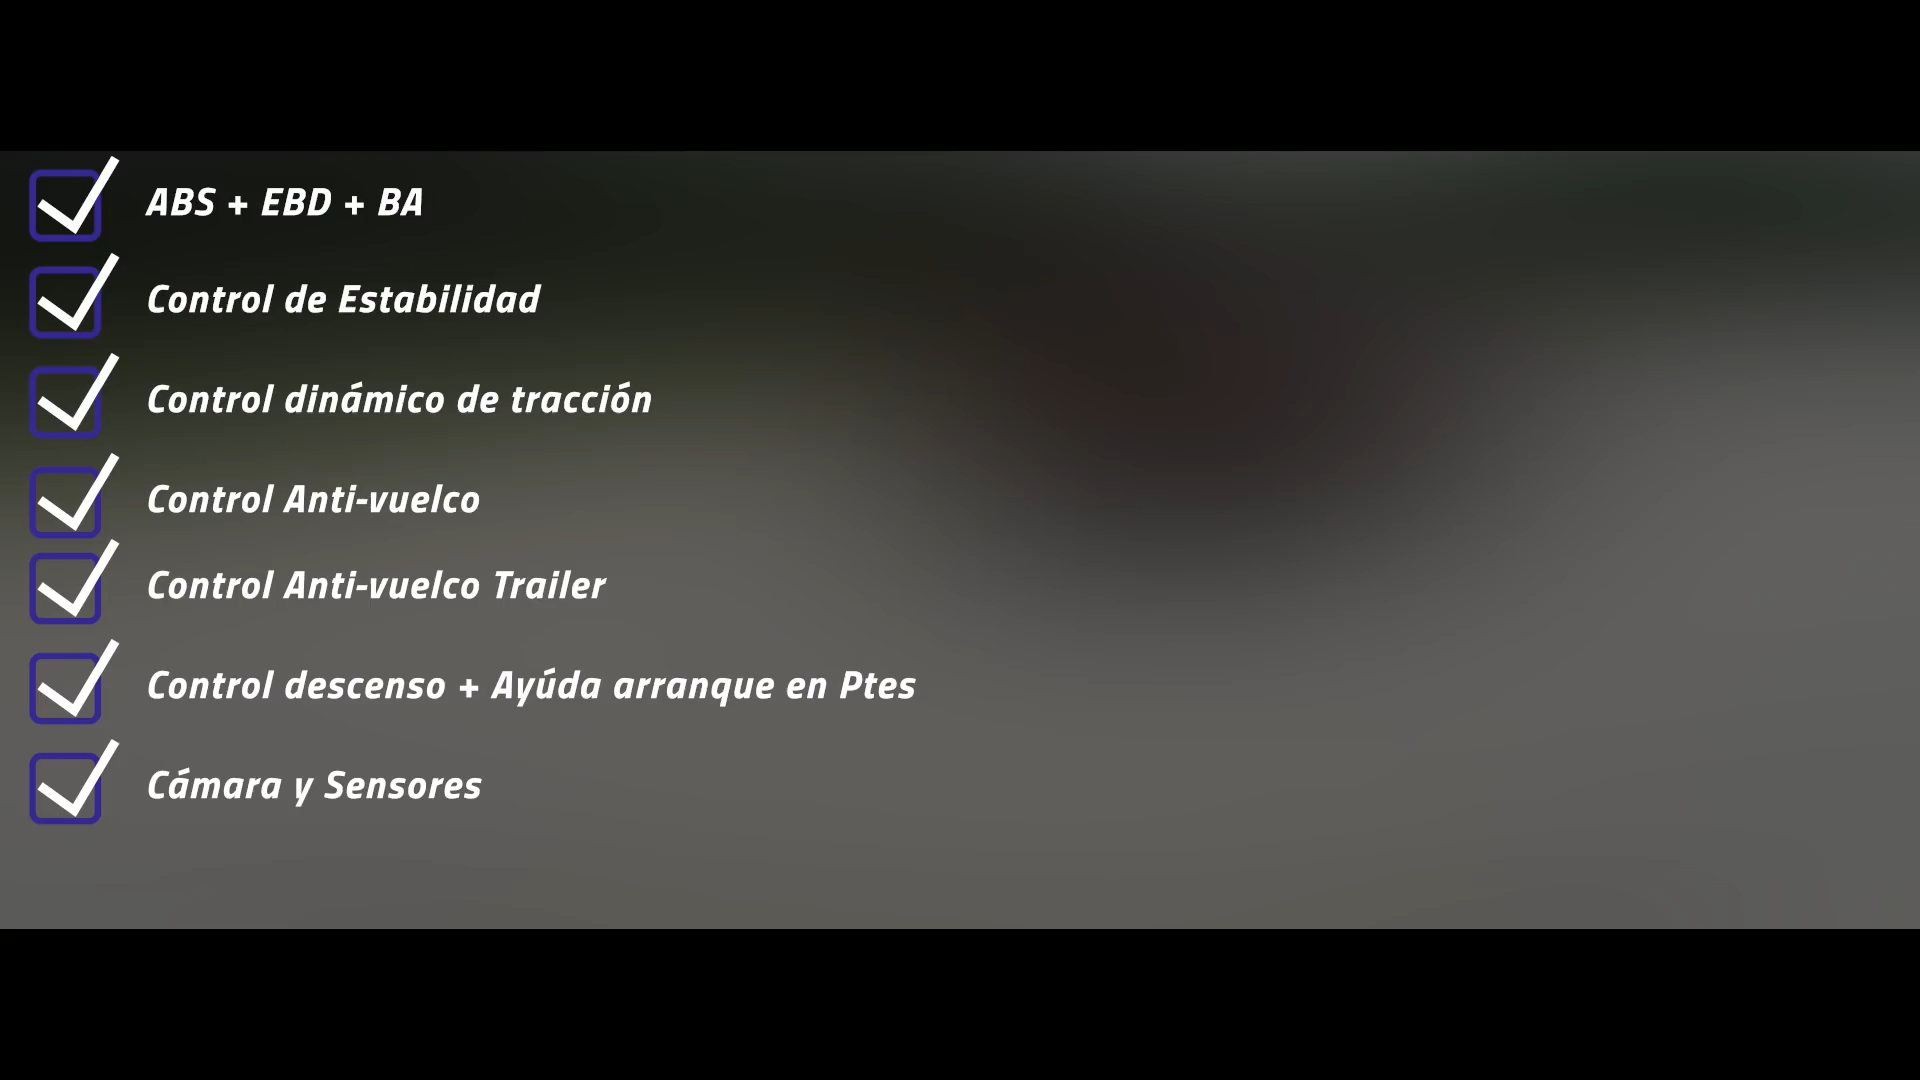 ABS + EBD + BA
Control de Estabilidad
Control dinámico de tracción
Control Anti-vuelco
Control Anti-vuelco Trailer
Control descenso + Ayúda arranque en Ptes
Cámara y Sensores